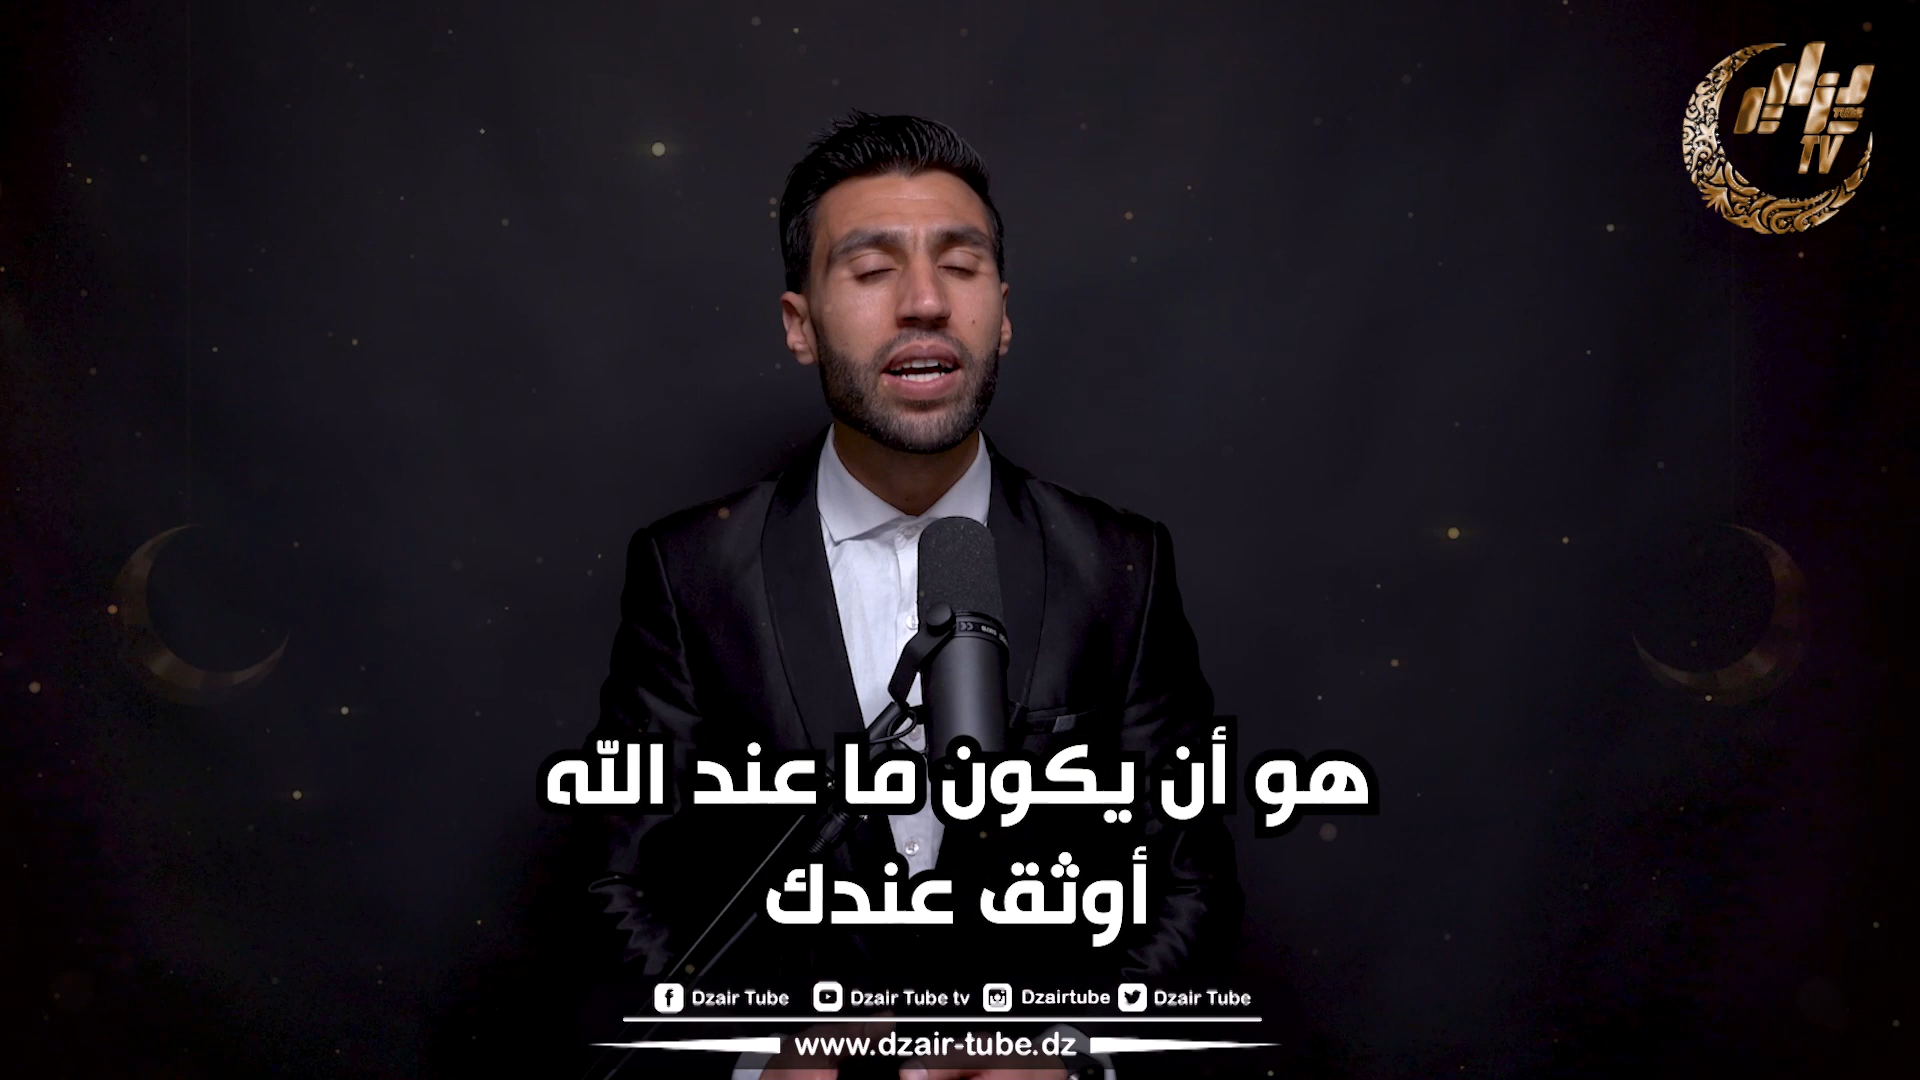 TUBE
TV
هو أن يكون ما عند الله
أوثق عندك
Dzair Tube Dzair Tube tv Dzairtube Dzair Tube
www.dzair-tube.dz